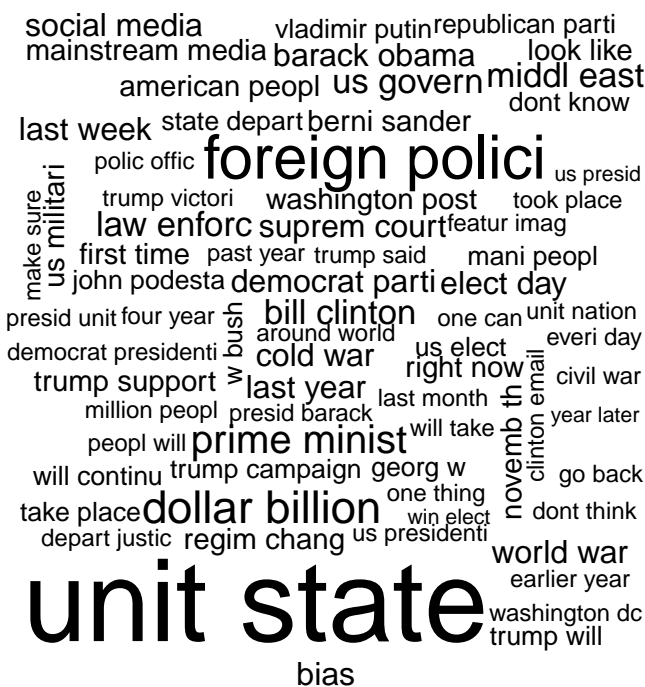 social media vladimir putin republican parti
mainstream media barack obama look like
american peopl us govern middl east
dont know
last week state depart berni sander
polic offic foreign polici us presid
make sure us militari
trump victori washington post took place
law enforc suprem court featur imag
first time past year trump said mani peopl
john podesta democrat parti elect day
presid unit four year w bush bill clinton one can unit nation
around world everi day
democrat presidenti cold war us elect
trump support last year right now civil war
million peopl presid barack last month novemb th clinton email year later
peopl will prime minist will take
will continu trump campaign georg w go back
take place dollar billion one thing dont think
win elect
depart justic regim chang us presidenti
world war
earlier year
unit state washington dc
trump will
bias